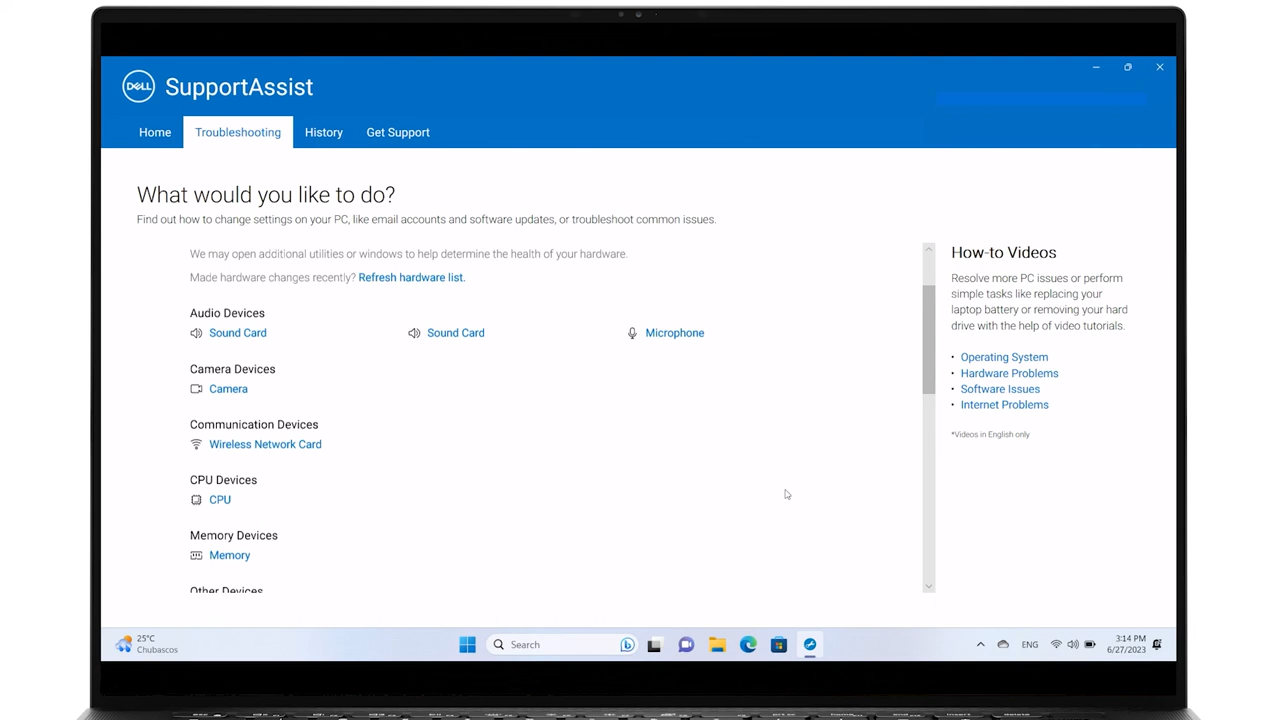 DELL
SupportAssist
Home
Troubleshooting
History
Get Support
What would you like to do?
Find out how to change settings on your PC, like email accounts and software updates, or troubleshoot common issues.
We may open additional utilities or windows to help determine the health of your hardware.
Made hardware changes recently? Refresh hardware list.
Audio Devices
Sound Card
Sound Card
Microphone
Camera Devices
Camera
Communication Devices
Wireless Network Card
CPU Devices
CPU
Memory Devices
Memory
Other Devices
How-to Videos
Resolve more PC issues or perform
simple tasks like replacing your
laptop battery or removing your hard
drive with the help of video tutorials.
• Operating System
• Hardware Problems
• Software Issues
• Internet Problems
*Videos in English only
25°C
Chubascos
Search
ENG
3:14 PM
6/27/2023